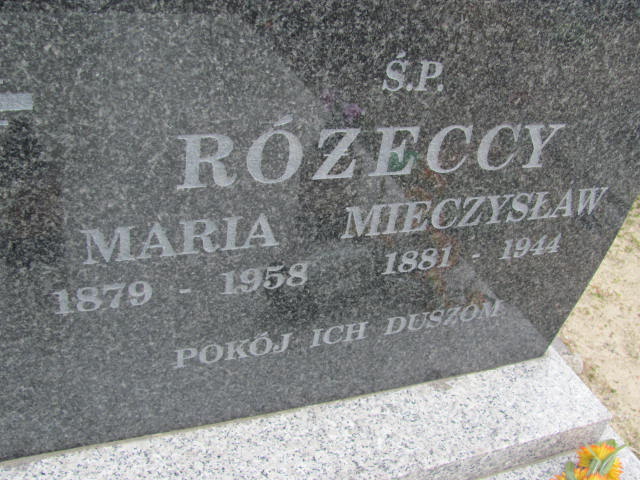 Ś.P.
RÓZECCY
MARIA MIECZYSŁAW
1879 - 1958 1881 - 1944
POKÓJ ICH DUSZOM